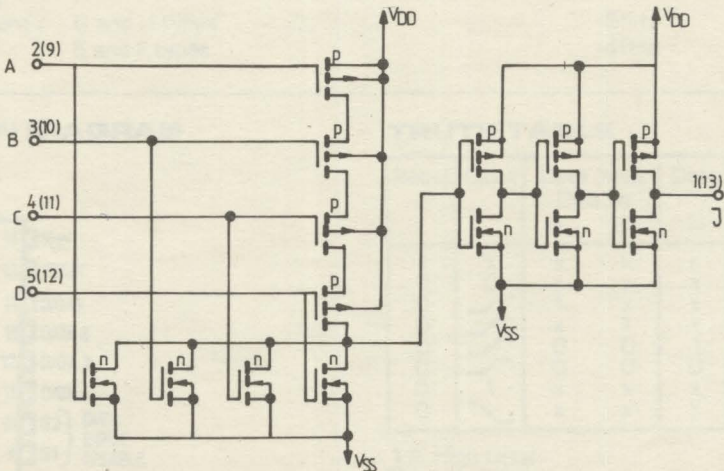 VDD
VDD
A 2(9) p
B 3(10) p p p p
1(13)
C 4(11) p n n n J
D 5(12) p
VSS
n n n n
VSS